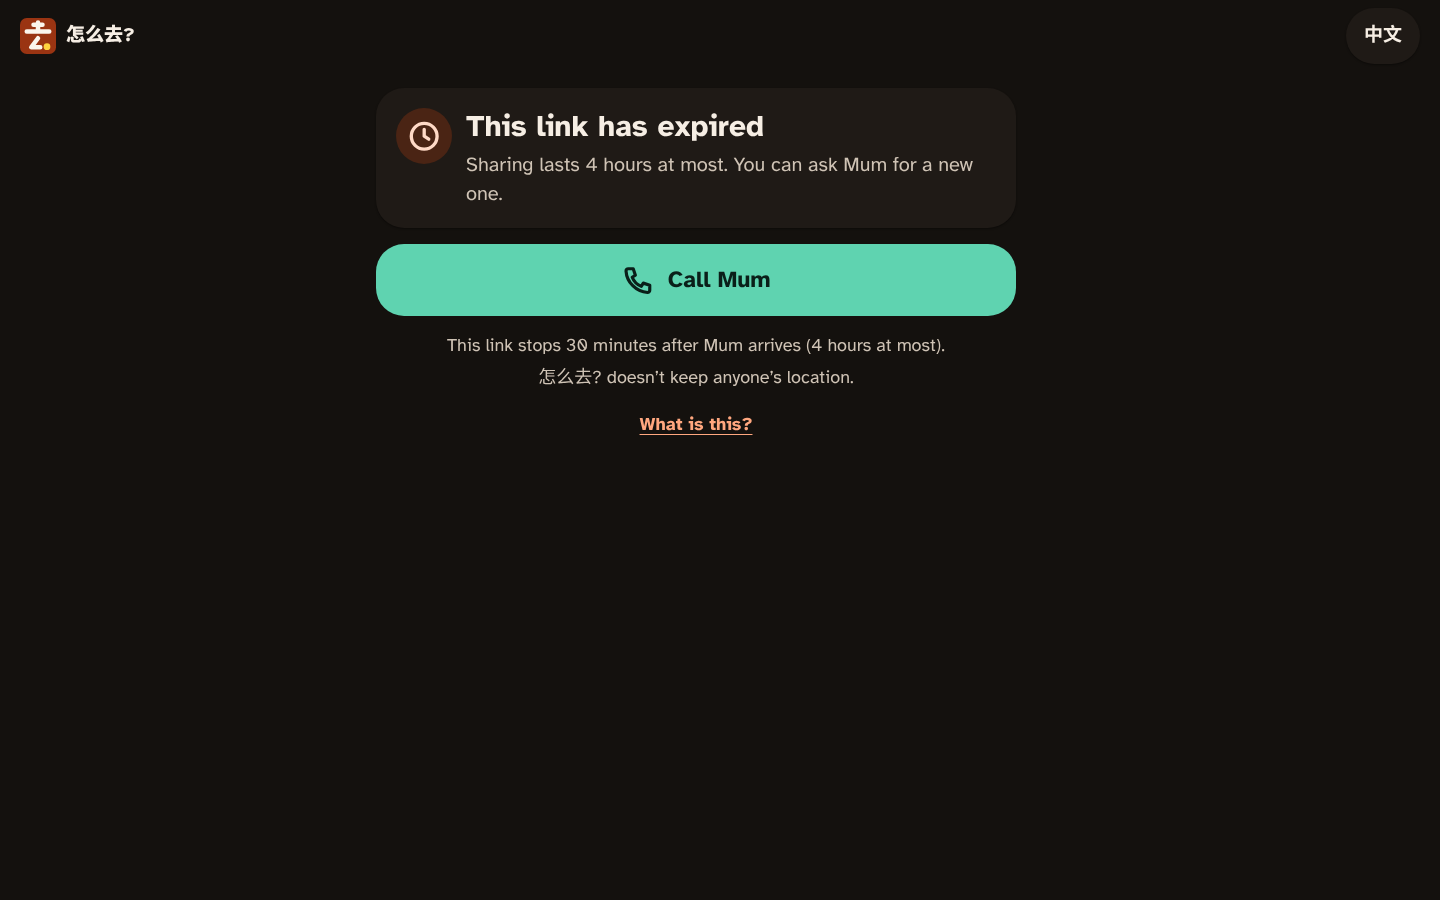 怎么去?
中文
This link has expired
Sharing lasts 4 hours at most. You can ask Mum for a new
one.
Call Mum
This link stops 30 minutes after Mum arrives (4 hours at most).
怎么去? doesn’t keep anyone’s location.
What is this?